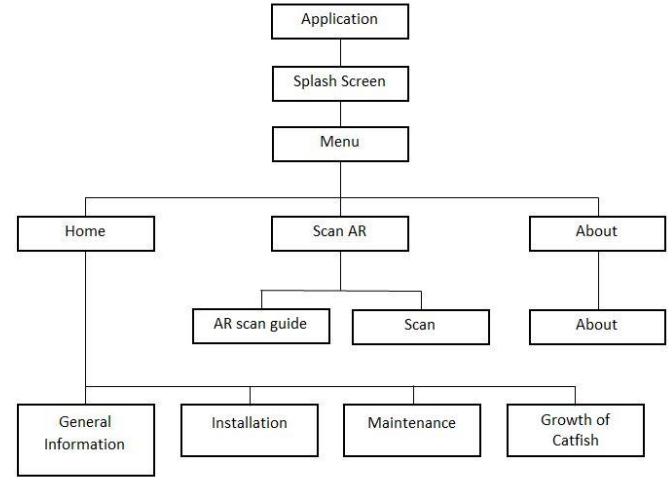 Application
Splash Screen
Menu
Home
Scan AR
About
AR scan guide
Scan
About
General
Information
Installation
Maintenance
Growth of
Catfish